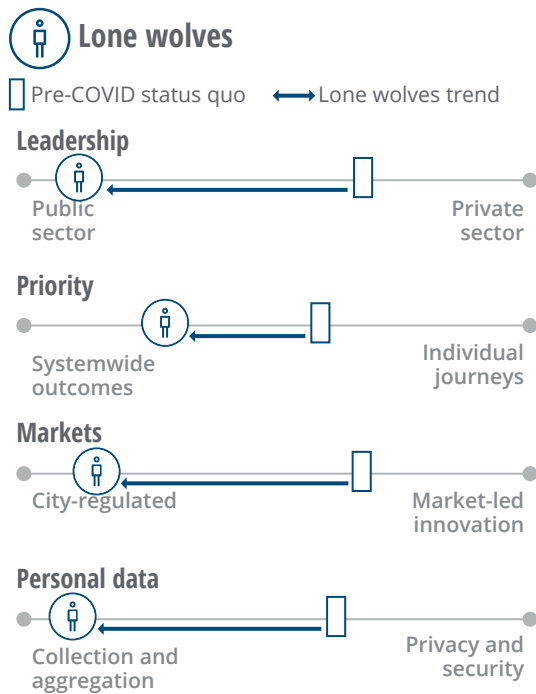 Lone wolves
Pre-COVID status quo
Lone wolves trend
Leadership
Public
sector
Private
sector
Priority
Systemwide
outcomes
Individual
journeys
Markets
City-regulated
Market-led
innovation
Personal data
Collection and
aggregation
Privacy and
security